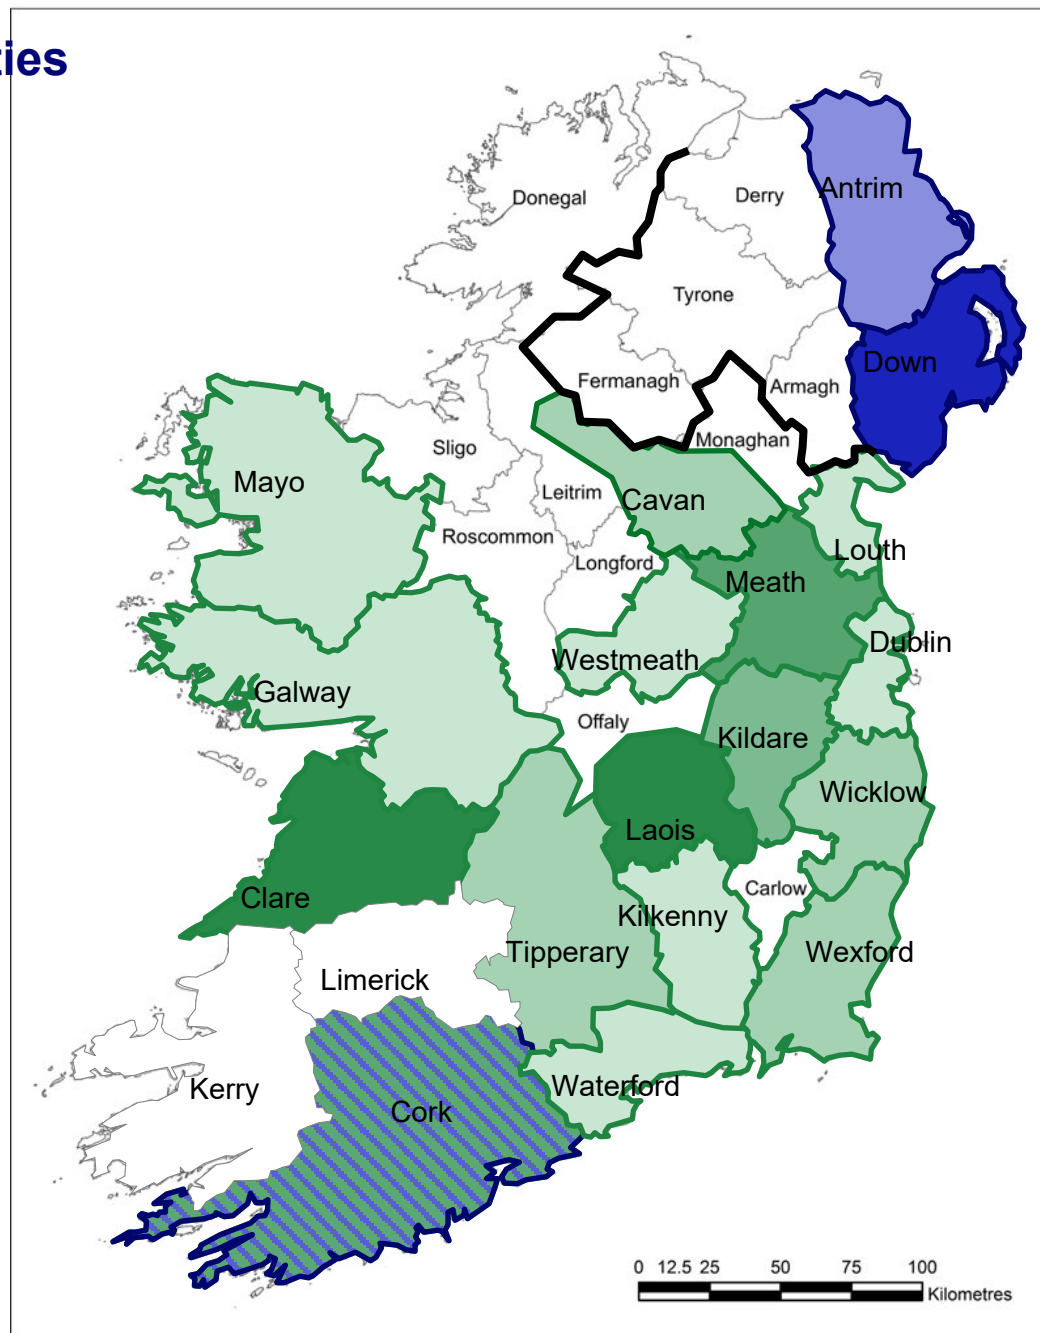 ties
Donegal
Derry
Antrim
Tyrone
Down
Fermanagh
Armagh
Monaghan
Sligo
Mayo
Leitrim
Cavan
Roscommon
Louth
Longford
Meath
Dublin
Westmeath
Galway
Offaly
Kildare
Wicklow
Laois
Carlow
Clare
Kilkenny
Tipperary
Wexford
Limerick
Kerry
Waterford
Cork
0 12.5 25 50 75 100
Kilometres